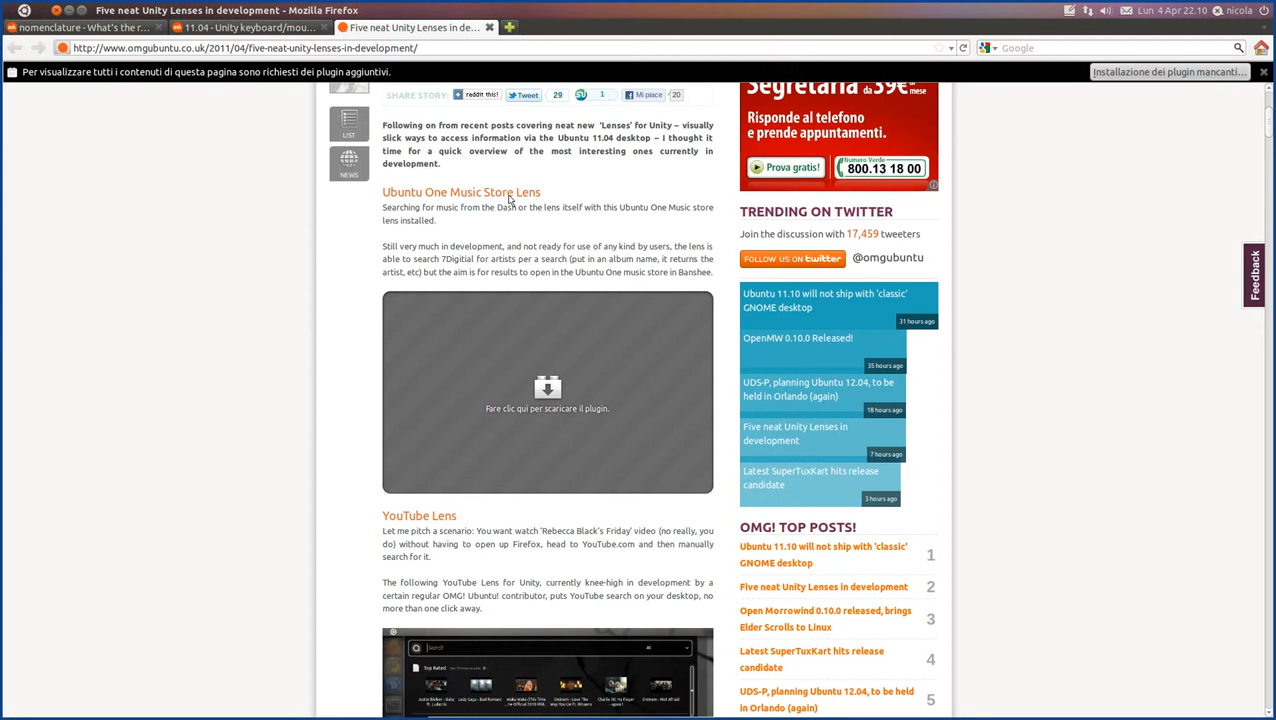 Five neat Unity Lenses in development - Mozilla Firefox
Lun 4 Apr 22.10
nicola
nomenclature - What's the r...
11.04 - Unity keyboard/mou...
Five neat Unity Lenses in de...
http://www.omgubuntu.co.uk/2011/04/five-neat-unity-lenses-in-development/
Google
Per visualizzare tutti i contenuti di questa pagina sono richiesti dei plugin aggiuntivi.
Installazione dei plugin mancanti...
LIST
NEWS
SHARE STORY:
reddit this!
Tweet
29
1
Mi piace
20
Following on from recent posts covering neat new ‘Lenses’ for Unity – visually
slick ways to access information via the Ubuntu 11.04 desktop – I thought it
time for a quick overview of the most interesting ones currently in
development.
Ubuntu One Music Store Lens
Searching for music from the Dash or the lens itself with this Ubuntu One Music store
lens installed.
Still very much in development, and not ready for use of any kind by users, the lens is
able to search 7Digitial for artists per a search (put in an album name, it returns the
artist, etc) but the aim is for results to open in the Ubuntu One music store in Banshee.
Fare clic qui per scaricare il plugin.
YouTube Lens
Let me pitch a scenario: You want watch ‘Rebecca Black’s Friday’ video (no really, you
do) without having to open up Firefox, head to YouTube.com and then manually
search for it.
The following YouTube Lens for Unity, currently knee-high in development by a
certain regular OMG! Ubuntu! contributor, puts YouTube search on your desktop, no
more than one click away.
Search
Top Rated
Segretaria da 39€ al mese
Risponde al telefono
e prende appuntamenti.
Prova gratis!
Numero Verde
800.13 18 00
TRENDING ON TWITTER
Join the discussion with 17,459 tweeters
FOLLOW US ON twitter
@omgubuntu
Ubuntu 11.10 will not ship with ‘classic’
GNOME desktop
31 hours ago
OpenMW 0.10.0 Released!
35 hours ago
UDS-P, planning Ubuntu 12.04, to be
held in Orlando (again)
18 hours ago
Five neat Unity Lenses in
development
7 hours ago
Latest SuperTuxKart hits release
candidate
3 hours ago
OMG! TOP POSTS!
Ubuntu 11.10 will not ship with ‘classic’
GNOME desktop
1
Five neat Unity Lenses in development
2
Open Morrowind 0.10.0 released, brings
Elder Scrolls to Linux
3
Latest SuperTuxKart hits release
candidate
4
UDS-P, planning Ubuntu 12.04, to be held
in Orlando (again)
5
Feedback